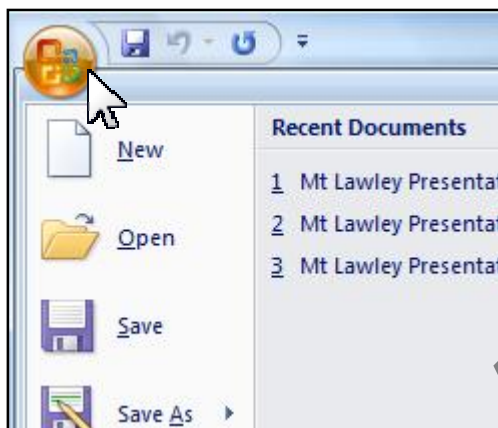 New
Open
Save
Save As
Recent Documents
1 Mt Lawley Presentat
2 Mt Lawley Presentat
3 Mt Lawley Presentat